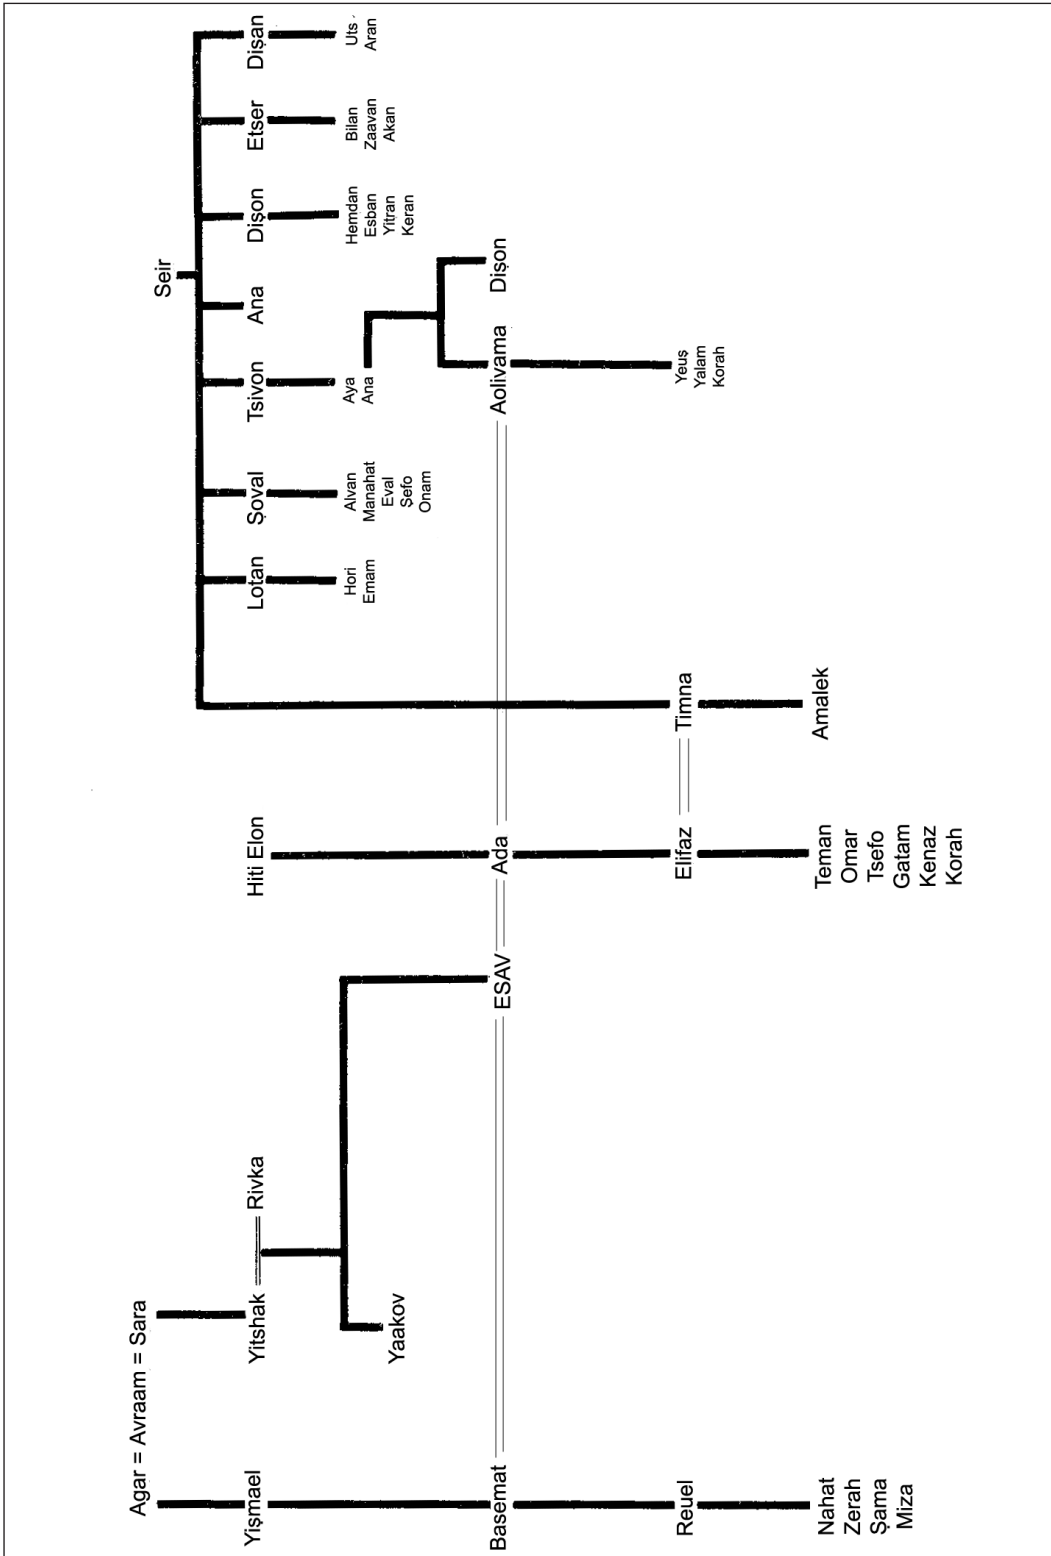 Agar = Avraam = Sara
Seir
Yişmael
Yitshak
Rivka
Hiti Elon
Lotan
Şoval
Tsivon
Ana
Dişon
Etser
Dişan
Hori
Emam
Alvan
Manahat
Eval
Şefo
Onam
Aya
Ana
Hemdan
Esban
Yitran
Keran
Bilan
Zaavan
Akan
Uts
Aran
Yaakov
Basemat
ESAV
Ada
Aolivama
Dişon
Reuel
Elifaz
Timna
Yeuş
Yalam
Korah
Nahat
Zerah
Şama
Miza
Teman
Omar
Tsefo
Gatam
Kenaz
Korah
Amalek